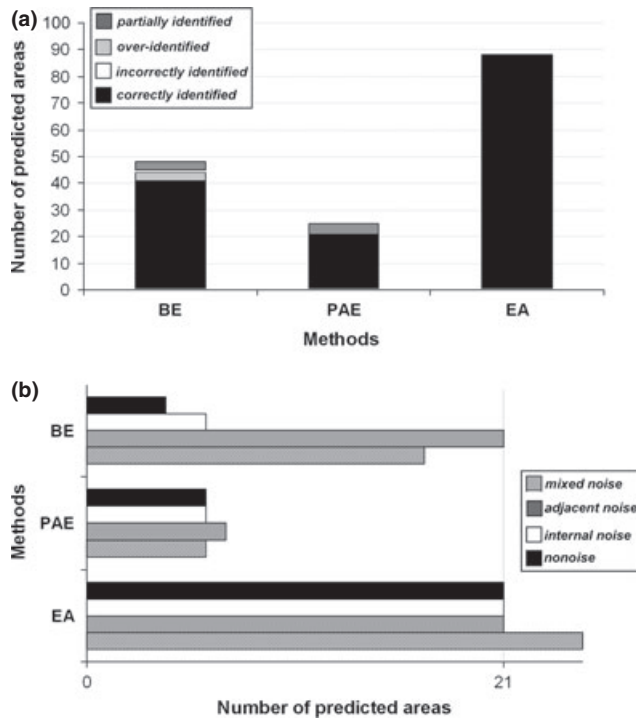 (a)
Number of predicted areas
100
90
80
70
60
50
40
30
20
10
0
partially identified
over-identified
incorrectly identified
correctly identified
BE PAE EA
Methods
(b)
Methods
BE
PAE
EA
mixed noise
adjacent noise
internal noise
nonoise
0 21
Number of predicted areas